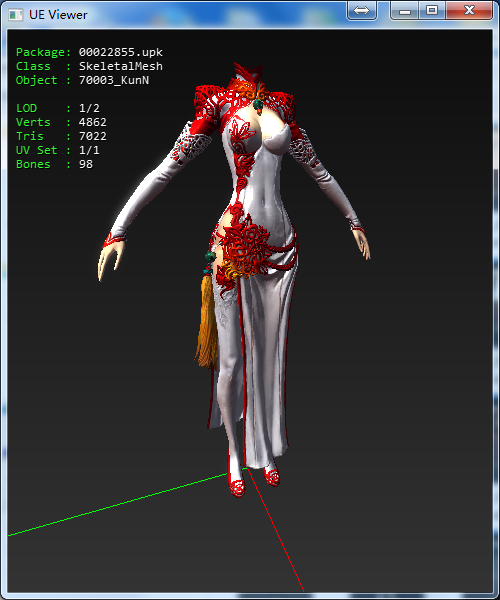 UE Viewer
Package: 00022855.upk
Class : SkeletalMesh
Object : 70003_KunN
LOD : 1/2
Verts : 4862
Tris : 7022
UV Set : 1/1
Bones : 98